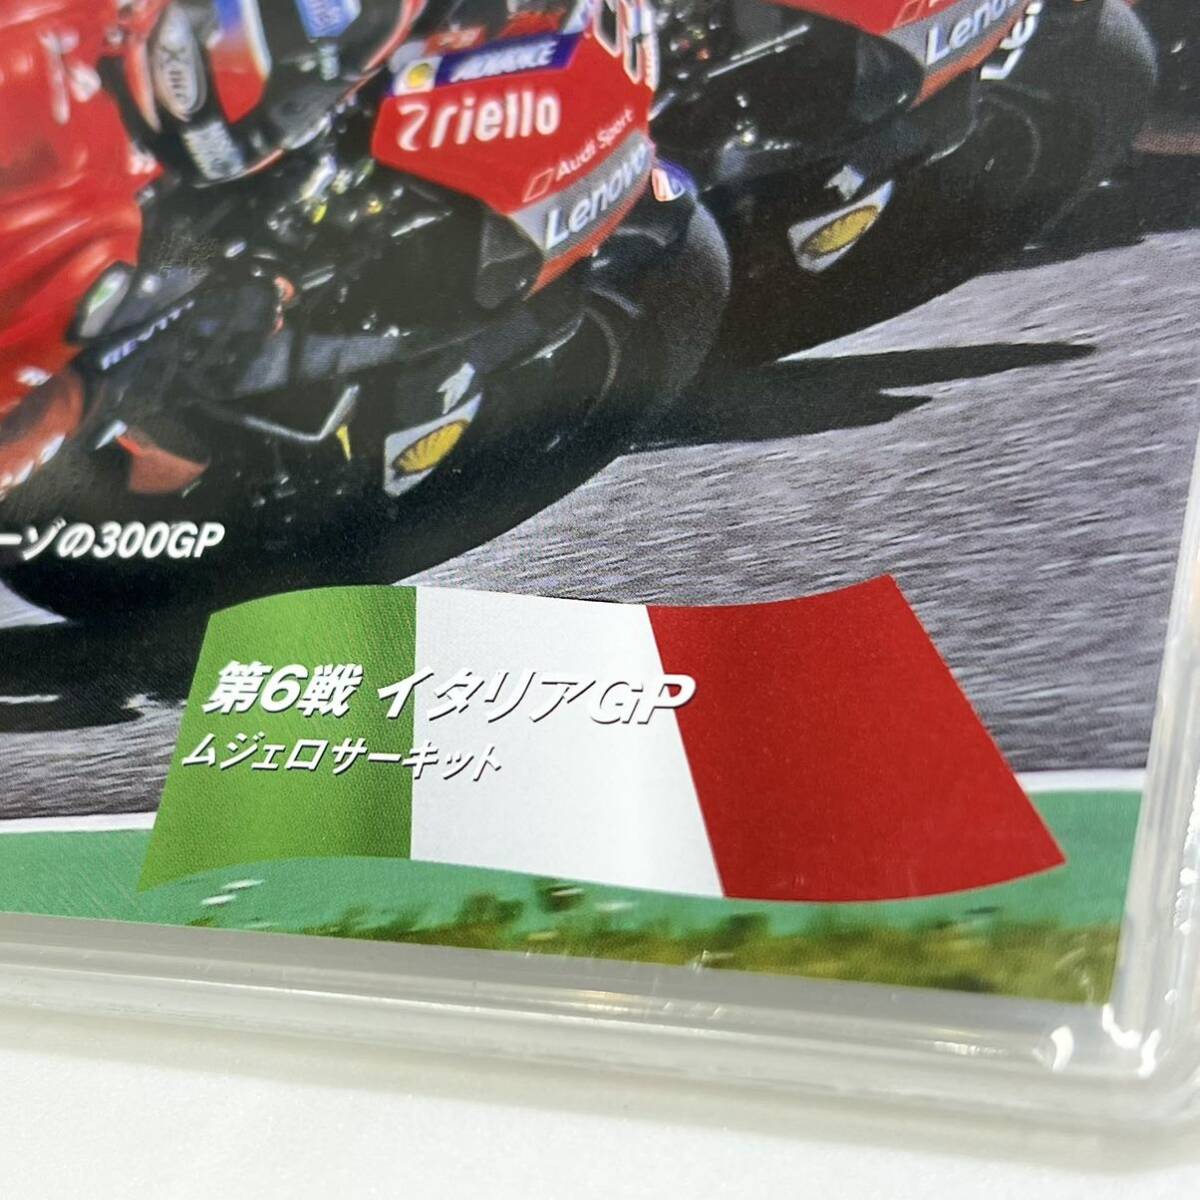 ADVANCE
riello
Audi Sport
Lenovo
Lenovo
ーゾの300GP
第6戦 イタリアGP
ムジェロサーキット